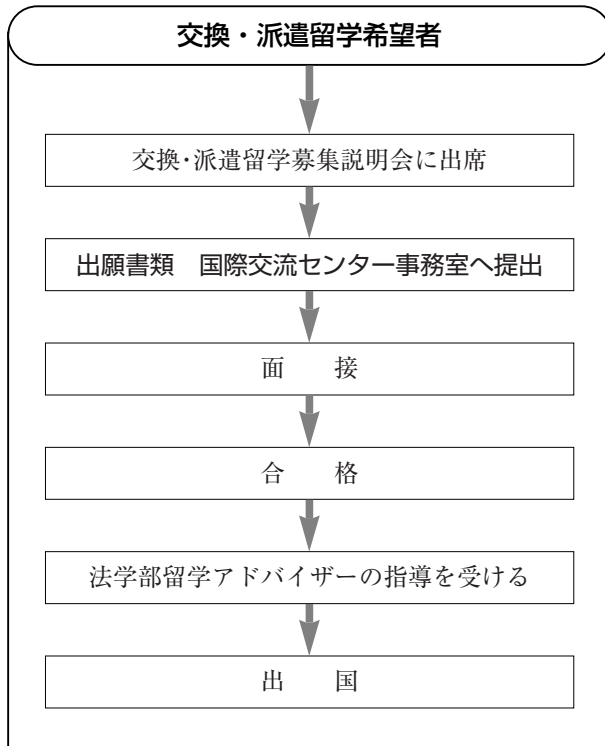 交換・派遣留学希望者
交換・派遣留学募集説明会に出席
出願書類　国際交流センター事務室へ提出
面　　接
合　　格
法学部留学アドバイザーの指導を受ける
出　　国